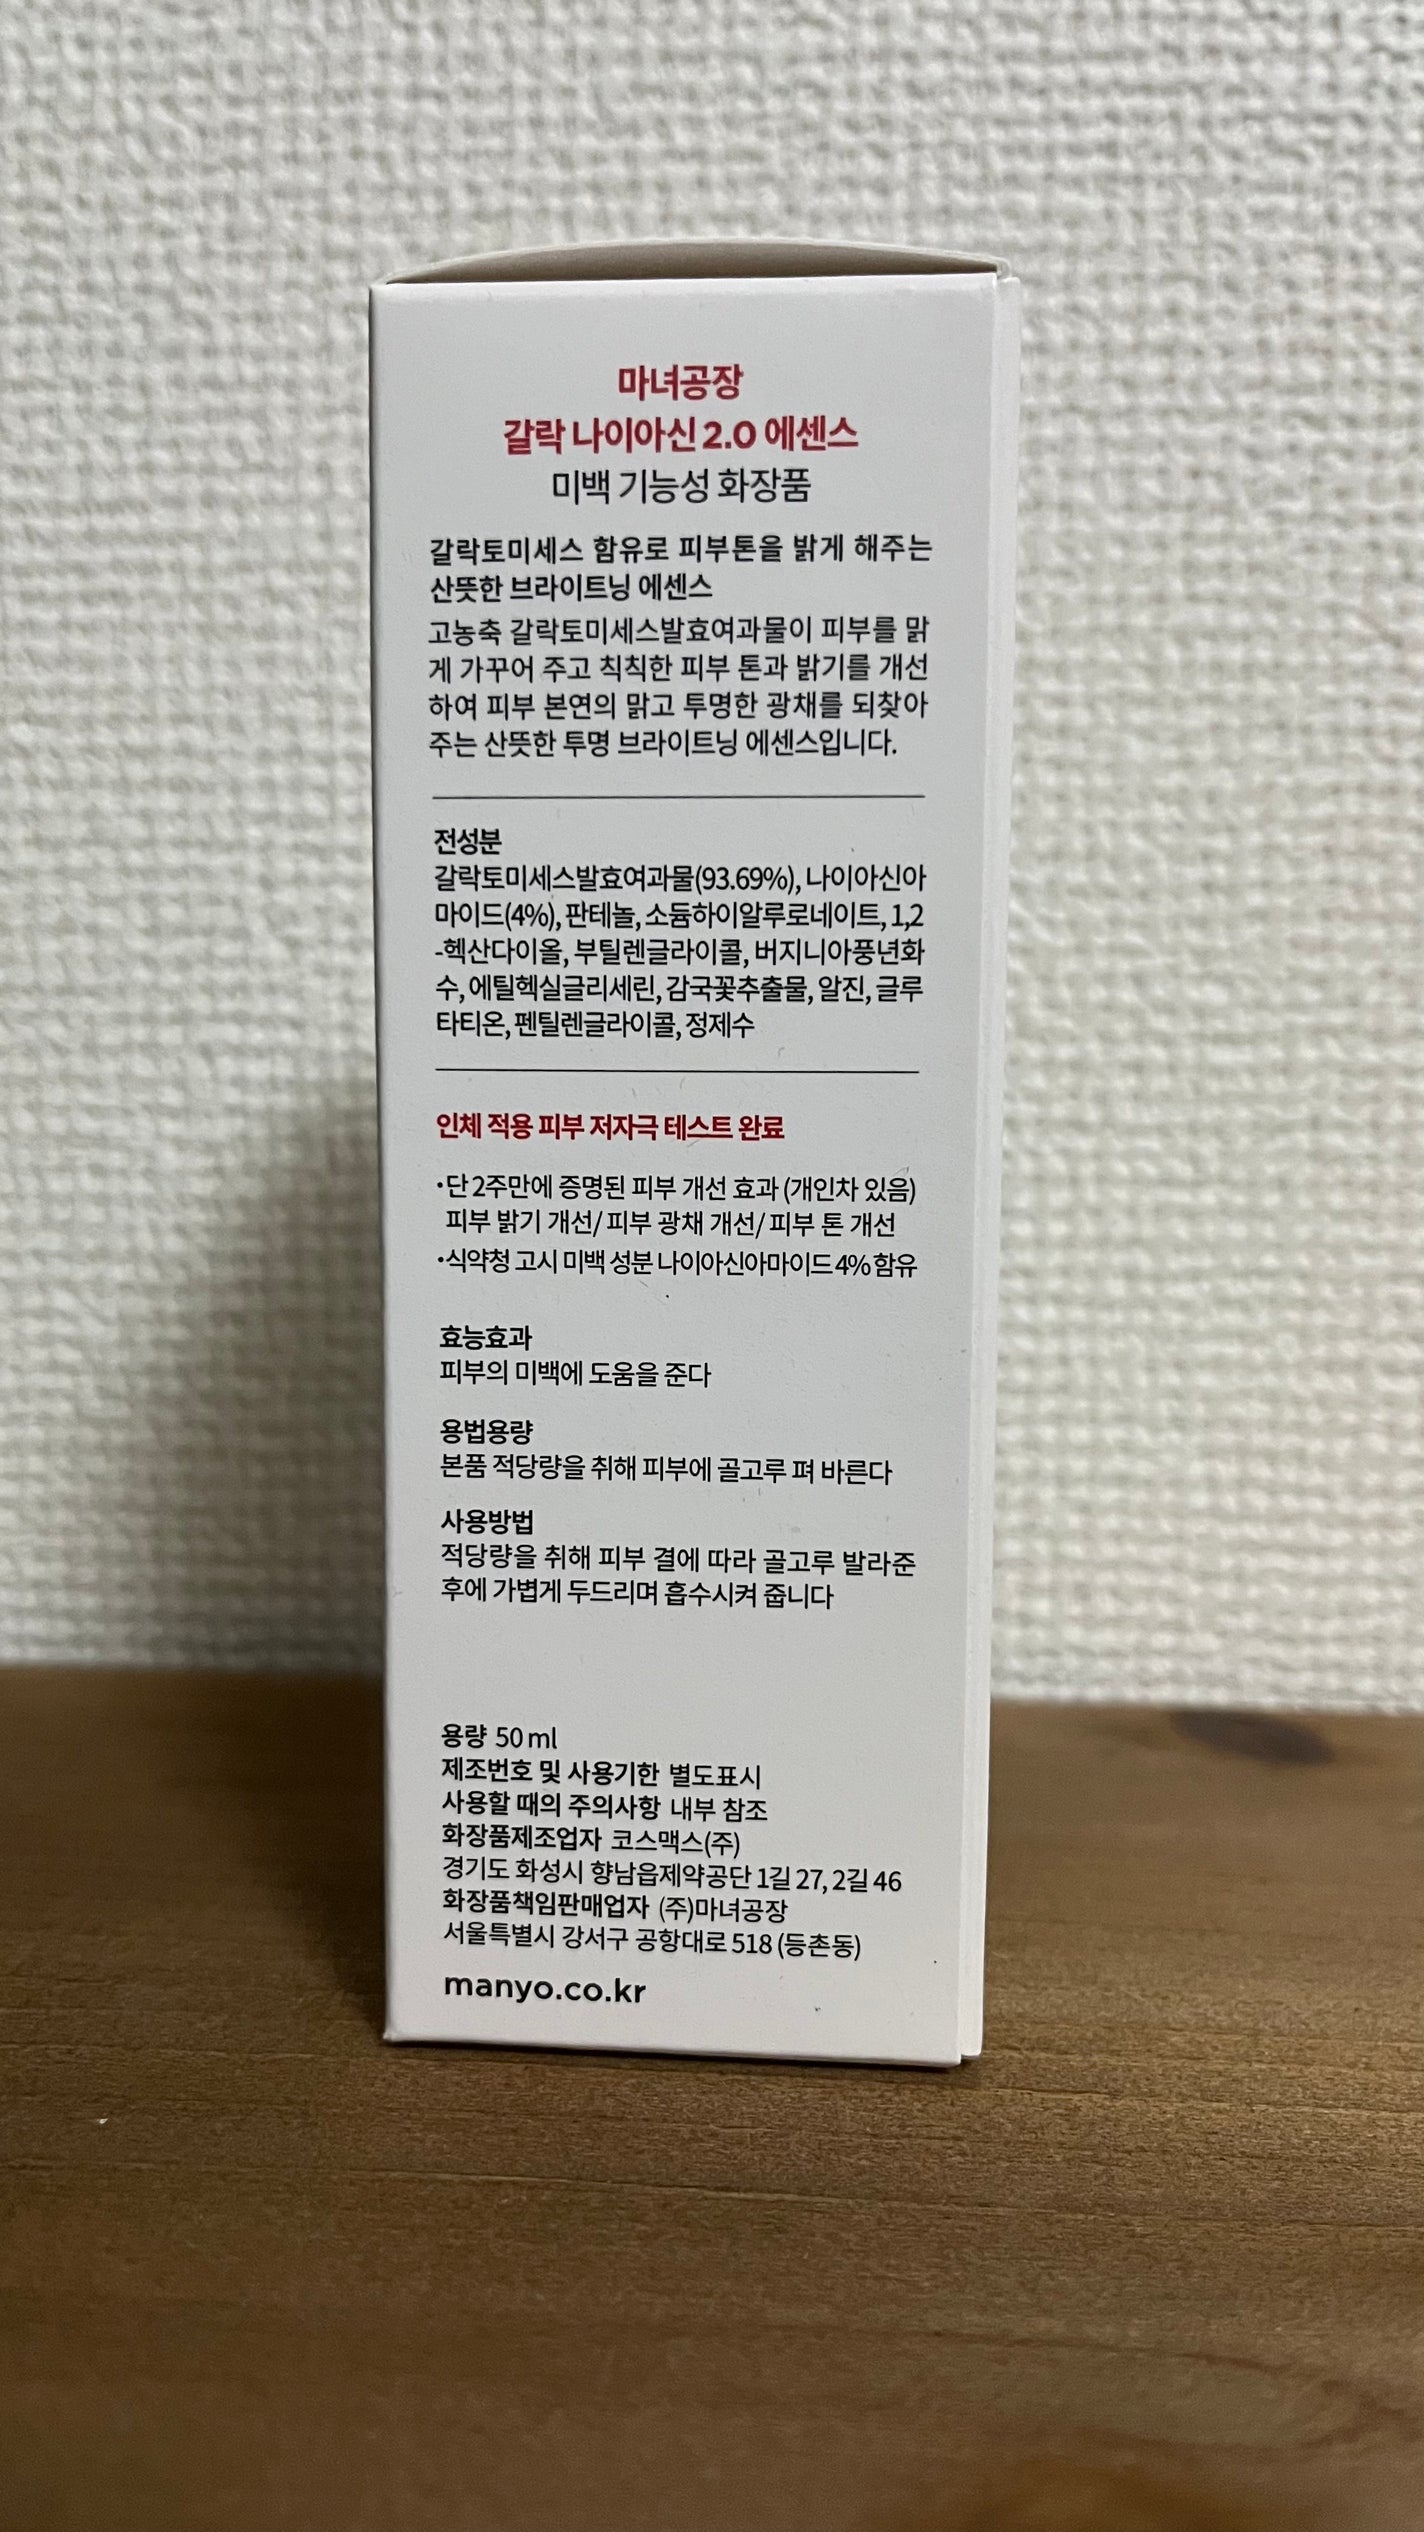 마녀공장
갈락 나이아신 2.0 에센스
미백 기능성 화장품
갈락토미세스 함유로 피부톤을 밝게 해주는
산뜻한 브라이트닝 에센스
고농축 갈락토미세스발효여과물이 피부를 맑
게 가꾸어 주고 칙칙한 피부 톤과 밝기를 개선
하여 피부 본연의 맑고 투명한 광채를 되찾아
주는 산뜻한 투명 브라이트닝 에센스입니다.
전성분
갈락토미세스발효여과물(93.69%), 나이아신아
마이드(4%), 판테놀, 소듐하이알루로네이트, 1,2
-헥산다이올, 부틸렌글라이콜, 버지니아풍년화
수, 에틸헥실글리세린, 감국꽃추출물, 알진, 글루
타티온, 펜틸렌글라이콜, 정제수
인체 적용 피부 저자극 테스트 완료
•단 2주만에 증명된 피부 개선 효과 (개인차 있음)
피부 밝기 개선/ 피부 광채 개선/ 피부 톤 개선
•식약청 고시 미백 성분 나이아신아마이드 4% 함유
효능효과
피부의 미백에 도움을 준다
용법용량
본품 적당량을 취해 피부에 골고루 펴 바른다
사용방법
적당량을 취해 피부 결에 따라 골고루 발라준
후에 가볍게 두드리며 흡수시켜 줍니다
용량 50 ml
제조번호 및 사용기한 별도표시
사용할 때의 주의사항 내부 참조
화장품제조업자 코스맥스(주)
경기도 화성시 향남읍제약공단 1길 27, 2길 46
화장품책임판매업자 (주)마녀공장
서울특별시 강서구 공항대로 518 (등촌동)
manyo.co.kr